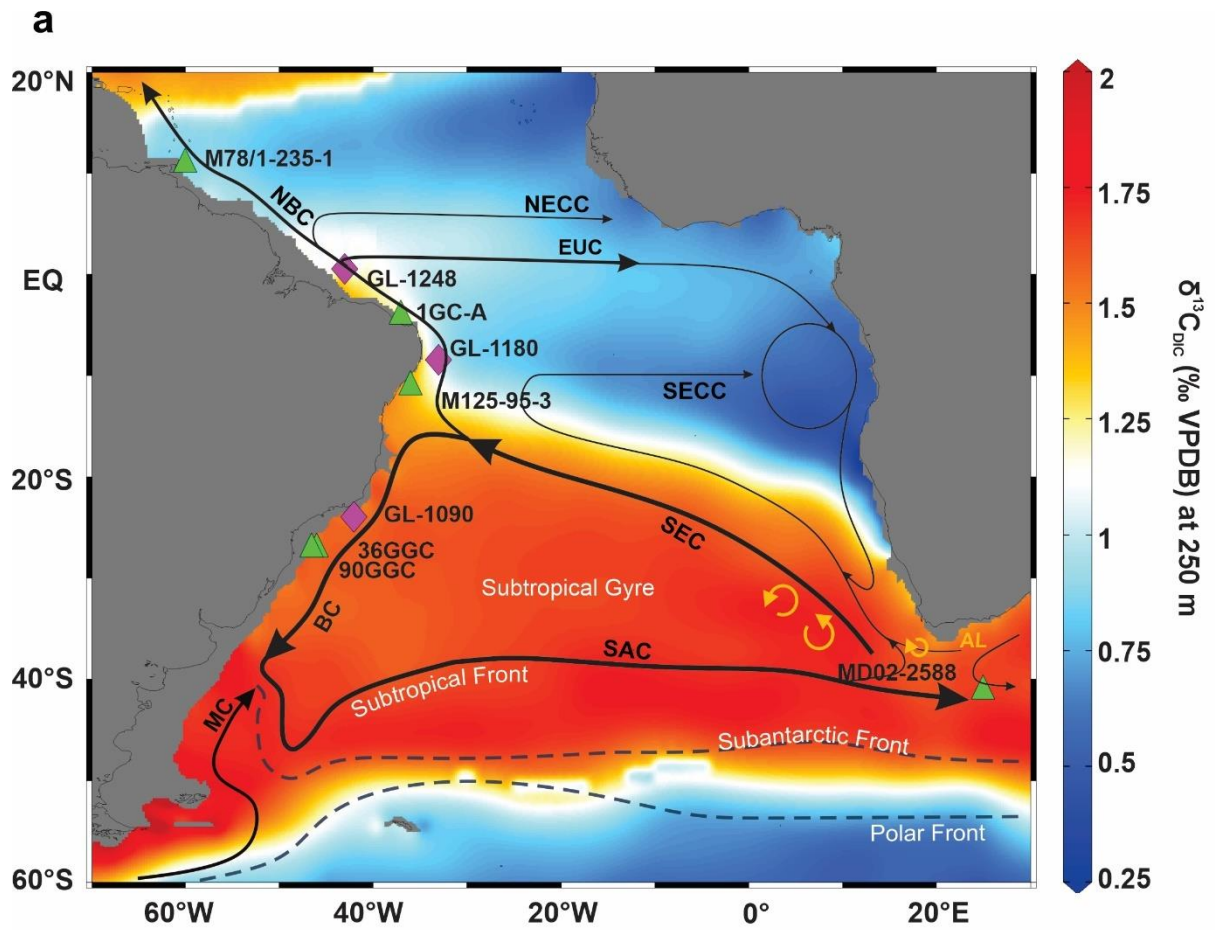 a
20°N
EQ
20°S
40°S
60°S
60°W
40°W
20°W
0°
20°E
M78/1-235-1
NBC
NECC
EUC
GL-1248
1GC-A
GL-1180
SECC
M125-95-3
GL-1090
SEC
36GGC
90GGC
Subtropical Gyre
BC
SAC
AL
MD02-2588
Subtropical Front
MC
Subantarctic Front
Polar Front
2
1.75
1.5
1.25
1
0.75
0.5
0.25
δ¹³C_DIC (‰ VPDB) at 250 m